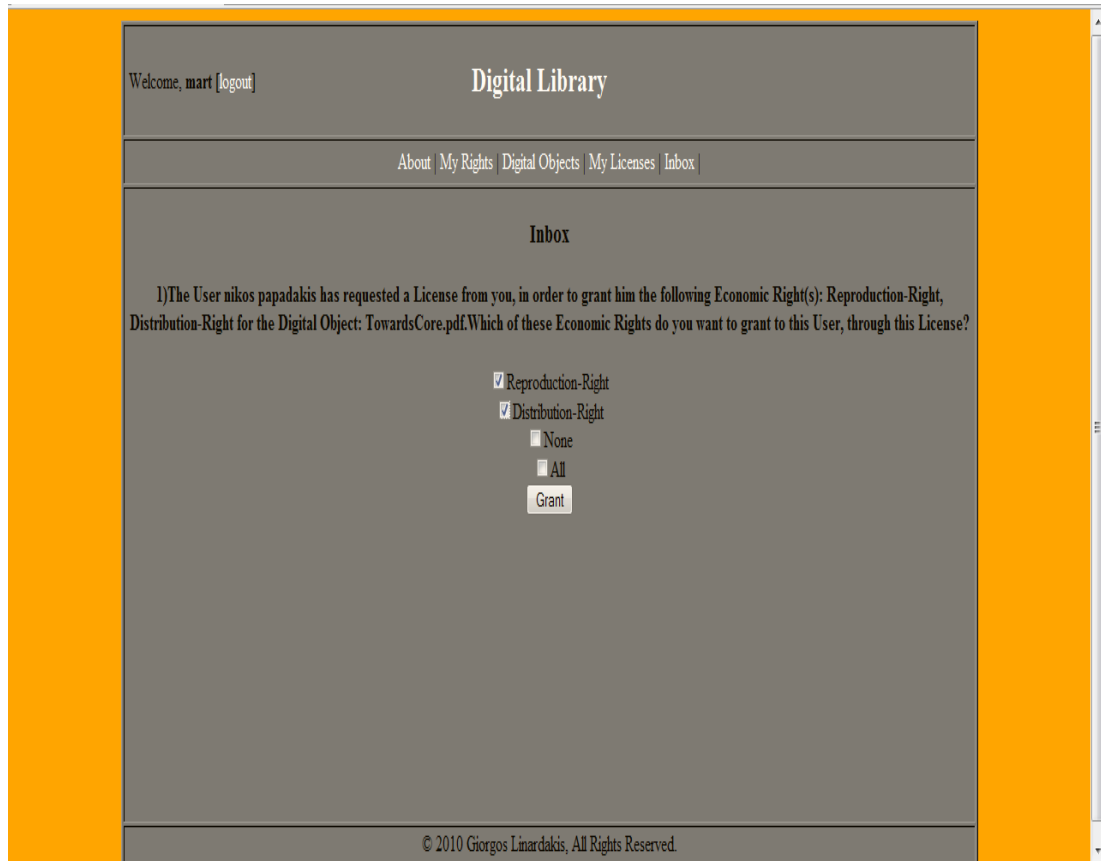 Welcome, mart [logout]
Digital Library
About | My Rights | Digital Objects | My Licenses | Inbox |
Inbox
1)The User nikos papadakis has requested a License from you, in order to grant him the following Economic Right(s): Reproduction-Right,
Distribution-Right for the Digital Object: TowardsCore.pdf.Which of these Economic Rights do you want to grant to this User, through this License?
Reproduction-Right
Distribution-Right
None
All
Grant
© 2010 Giorgos Linardakis, All Rights Reserved.